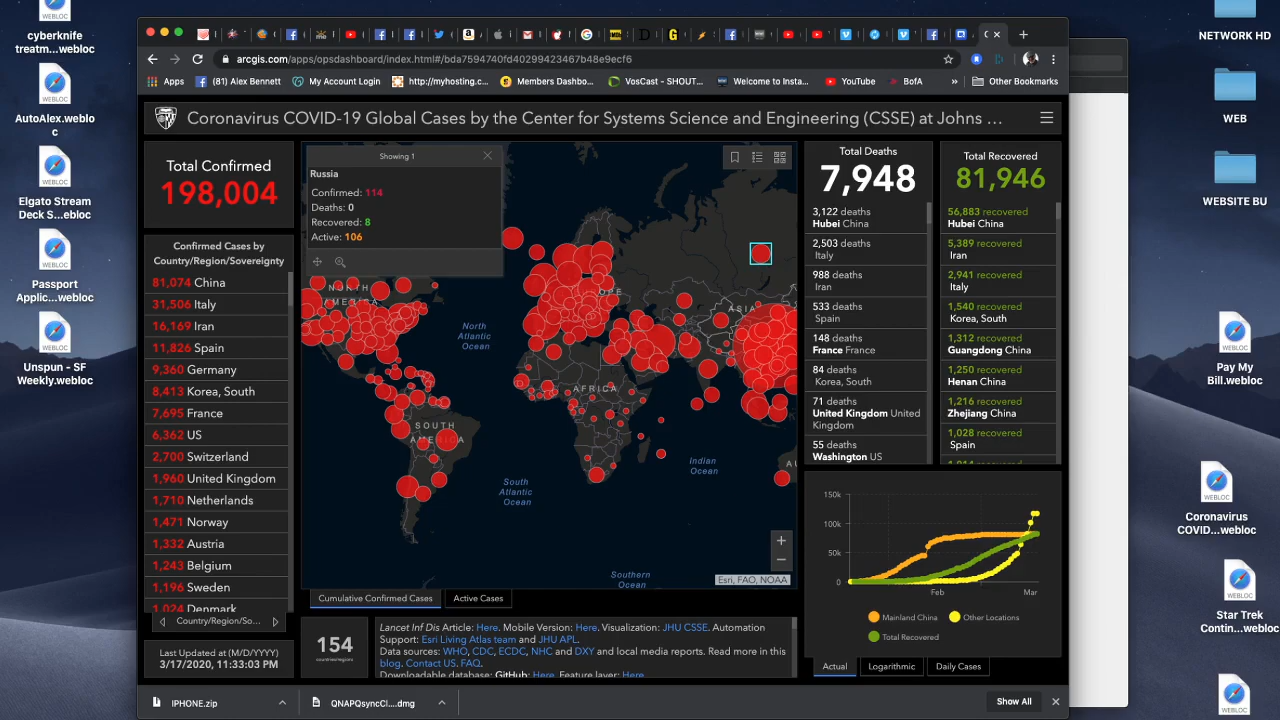 cyberknife
treatm...webloc
AutoAlex.weblo
c
Elgato Stream
Deck S...ebloc
Passport
Applic...webloc
Unspun - SF
Weekly.webloc
WEBLOC
WEBLOC
WEBLOC
WEBLOC
NETWORK HD
WEB
WEBSITE BU
Pay My
Bill.webloc
Coronavirus
COVID...webloc
Star Trek
Contin...webloc
WEBLOC
WEBLOC
WEBLOC
WEBLOC
arcgis.com/apps/opsdashboard/index.html#/bda7594740fd40299423467b48e9ecf6
Apps
(81) Alex Bennett
My Account Login
http://myhosting.c...
Members Dashbo...
VosCast - SHOUT...
Welcome to Insta...
YouTube
BofA
»
Other Bookmarks
Coronavirus COVID-19 Global Cases by the Center for Systems Science and Engineering (CSSE) at Johns ...
Total Confirmed
198,004
Confirmed Cases by
Country/Region/Sovereignty
81,074 China
31,506 Italy
16,169 Iran
11,826 Spain
9,360 Germany
8,413 Korea, South
7,695 France
6,362 US
2,700 Switzerland
1,960 United Kingdom
1,710 Netherlands
1,471 Norway
1,332 Austria
1,243 Belgium
1,196 Sweden
1,024 Denmark
Country/Region/So...
Last Updated at (M/D/YYYY)
3/17/2020, 11:33:03 PM
Showing 1
Russia
Confirmed: 114
Deaths: 0
Recovered: 8
Active: 106
NORTH
AMERICA
North
Atlantic
Ocean
OPE
ASIA
AFRICA
SOUTH
AMERICA
South
Atlantic
Ocean
Indian
Ocean
AU
Southern
Ocean
+
−
Esri, FAO, NOAA
Cumulative Confirmed Cases
Active Cases
154
countries/regions
Lancet Inf Dis Article: Here. Mobile Version: Here. Visualization: JHU CSSE. Automation
Support: Esri Living Atlas team and JHU APL.
Data sources: WHO, CDC, ECDC, NHC and DXY and local media reports. Read more in this
blog. Contact US. FAQ.
Downloadable database: GitHub: Here. Feature layer: Here.
Total Deaths
7,948
3,122 deaths
Hubei China
2,503 deaths
Italy
988 deaths
Iran
533 deaths
Spain
148 deaths
France France
84 deaths
Korea, South
71 deaths
United Kingdom United
Kingdom
55 deaths
Washington US
Total Recovered
81,946
56,883 recovered
Hubei China
5,389 recovered
Iran
2,941 recovered
Italy
1,540 recovered
Korea, South
1,312 recovered
Guangdong China
1,250 recovered
Henan China
1,216 recovered
Zhejiang China
1,028 recovered
Spain
recovered
150k
100k
50k
0
Feb
Mar
Mainland China
Other Locations
Total Recovered
Actual
Logarithmic
Daily Cases
IPHONE.zip
QNAPQsyncCl....dmg
Show All